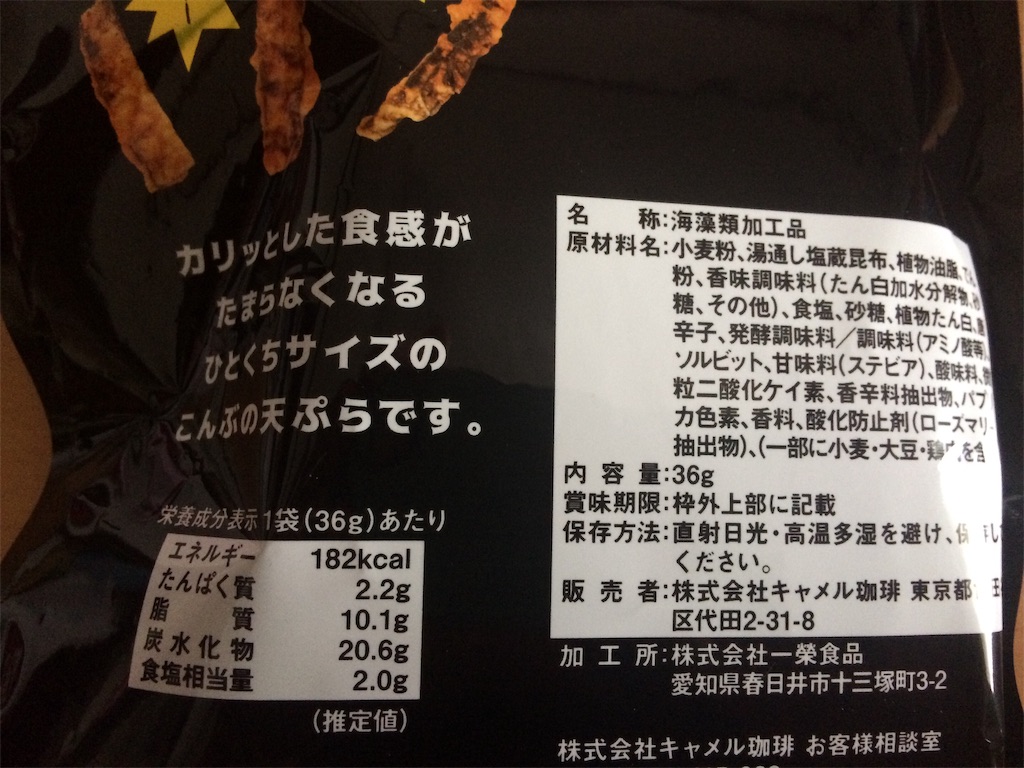 カリッとした食感が
たまらなくなる
ひとくちサイズの
こんぶの天ぷらです。
栄養成分表示 1袋(36g)あたり
エネルギー 182kcal
たんぱく質 2.2g
脂質 10.1g
炭水化物 20.6g
食塩相当量 2.0g
(推定値)
名称:海藻類加工品
原材料名:小麦粉、湯通し塩蔵昆布、植物油脂、
粉、香味調味料(たん白加水分解物、
糖、その他)、食塩、砂糖、植物たん白、
辛子、発酵調味料/調味料(アミノ酸等)、
ソルビット、甘味料(ステビア)、酸味料、
粒二酸化ケイ素、香辛料抽出物、パプ
カ色素、香料、酸化防止剤(ローズマリー
抽出物)、(一部に小麦・大豆・鶏肉を含
内容量:36g
賞味期限:枠外上部に記載
保存方法:直射日光・高温多湿を避け、
ください。
販売者:株式会社キャメル珈琲 東京都
区代田2-31-8
加工所:株式会社一榮食品
愛知県春日井市十三塚町3-2
株式会社キャメル珈琲 お客様相談室